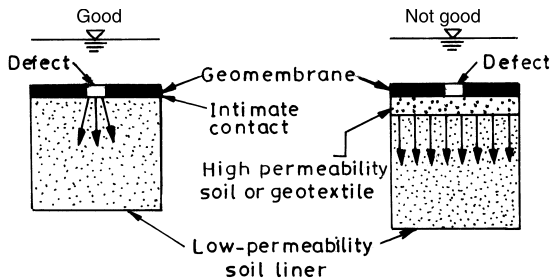 Good
Not good
Defect
Defect
Geomembrane
Intimate
contact
High permeability
soil or geotextile
Low-permeability
soil liner